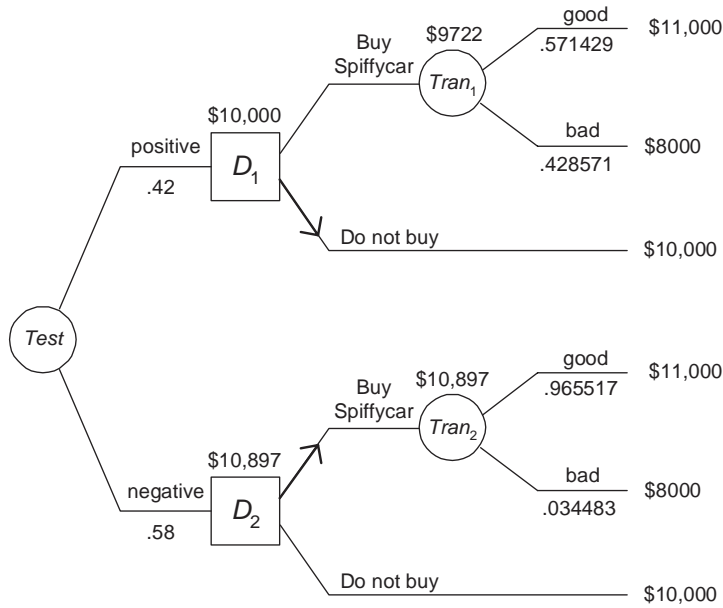 good
$11,000
.571429
$9722
Buy
Spiffycar
Tran1
bad
$8000
.428571
$10,000
positive
D1
.42
Do not buy
$10,000
Test
good
$11,000
.965517
$10,897
Buy
Spiffycar
Tran2
bad
$8000
.034483
$10,897
negative
D2
.58
Do not buy
$10,000